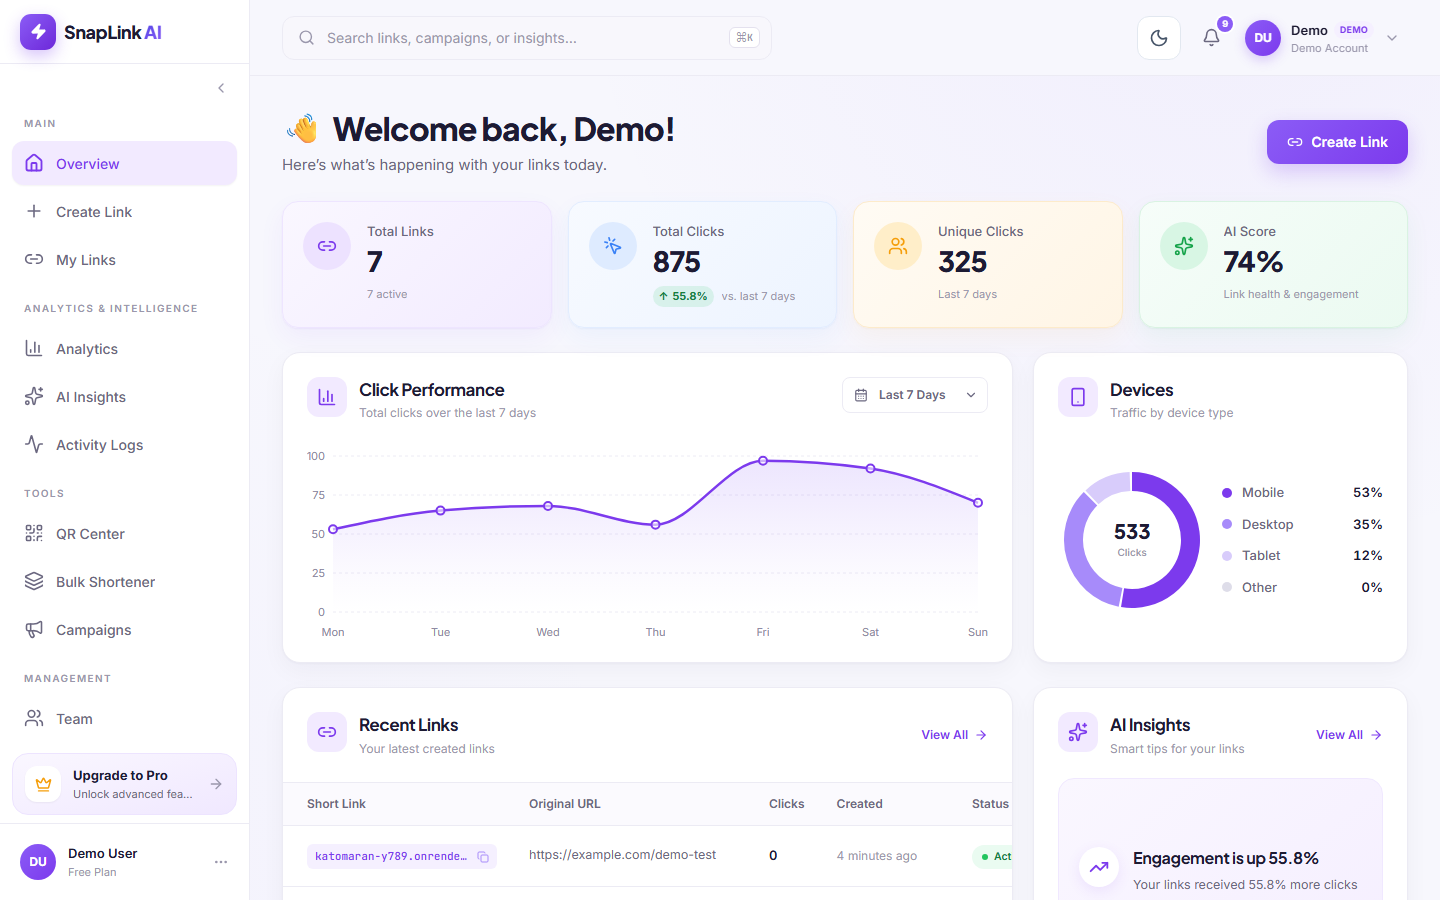 SnapLink AI
MAIN
Overview
Create Link
My Links
ANALYTICS & INTELLIGENCE
Analytics
AI Insights
Activity Logs
TOOLS
QR Center
Bulk Shortener
Campaigns
MANAGEMENT
Team
Upgrade to Pro
Unlock advanced fea...
DU
Demo User
Free Plan
Search links, campaigns, or insights...
⌘K
9
DU
Demo DEMO
Demo Account
Welcome back, Demo!
Here's what's happening with your links today.
Create Link
Total Links
7
7 active
Total Clicks
875
↑ 55.8% vs. last 7 days
Unique Clicks
325
Last 7 days
AI Score
74%
Link health & engagement
Click Performance
Total clicks over the last 7 days
Last 7 Days
100
75
50
25
0
Mon Tue Wed Thu Fri Sat Sun
Devices
Traffic by device type
533
Clicks
Mobile 53%
Desktop 35%
Tablet 12%
Other 0%
Recent Links
Your latest created links
View All
Short Link Original URL Clicks Created Status
katomaran-y789.onrende… https://example.com/demo-test 0 4 minutes ago Act
AI Insights
Smart tips for your links
View All
Engagement is up 55.8%
Your links received 55.8% more clicks